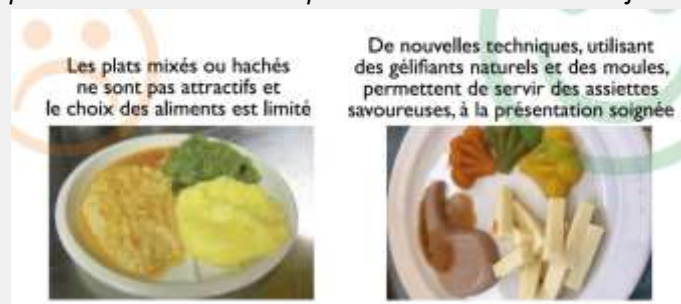 Les plats mixés ou hachés
ne sont pas attractifs et
le choix des aliments est limité
De nouvelles techniques, utilisant
des gélifiants naturels et des moules,
permettent de servir des assiettes
savoureuses, à la présentation soignée